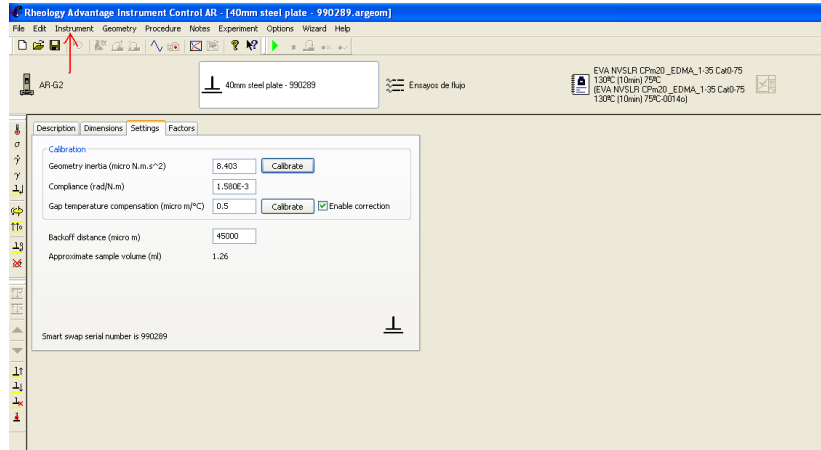 Rheology Advantage Instrument Control AR - [40mm steel plate - 990289.argeom]
File Edit Instrument Geometry Procedure Notes Experiment Options Wizard Help
AR-G2
40mm steel plate - 990289
Ensayos de flujo
EVA NVSLR CPm20 _EDMA_1-35 Cat0-75
130ºC (10min) 75ºC
(EVA NVSLR CPm20 _EDMA_1-35 Cat0-75
130ºC (10min) 75ºC-0014o)
Description Dimensions Settings Factors
Calibration
Geometry inertia (micro N.m.s^2) 8.403 Calibrate
Compliance (rad/N.m) 1.580E-3
Gap temperature compensation (micro m/°C) 0.5 Calibrate Enable correction
Backoff distance (micro m) 45000
Approximate sample volume (ml) 1.26
Smart swap serial number is 990289